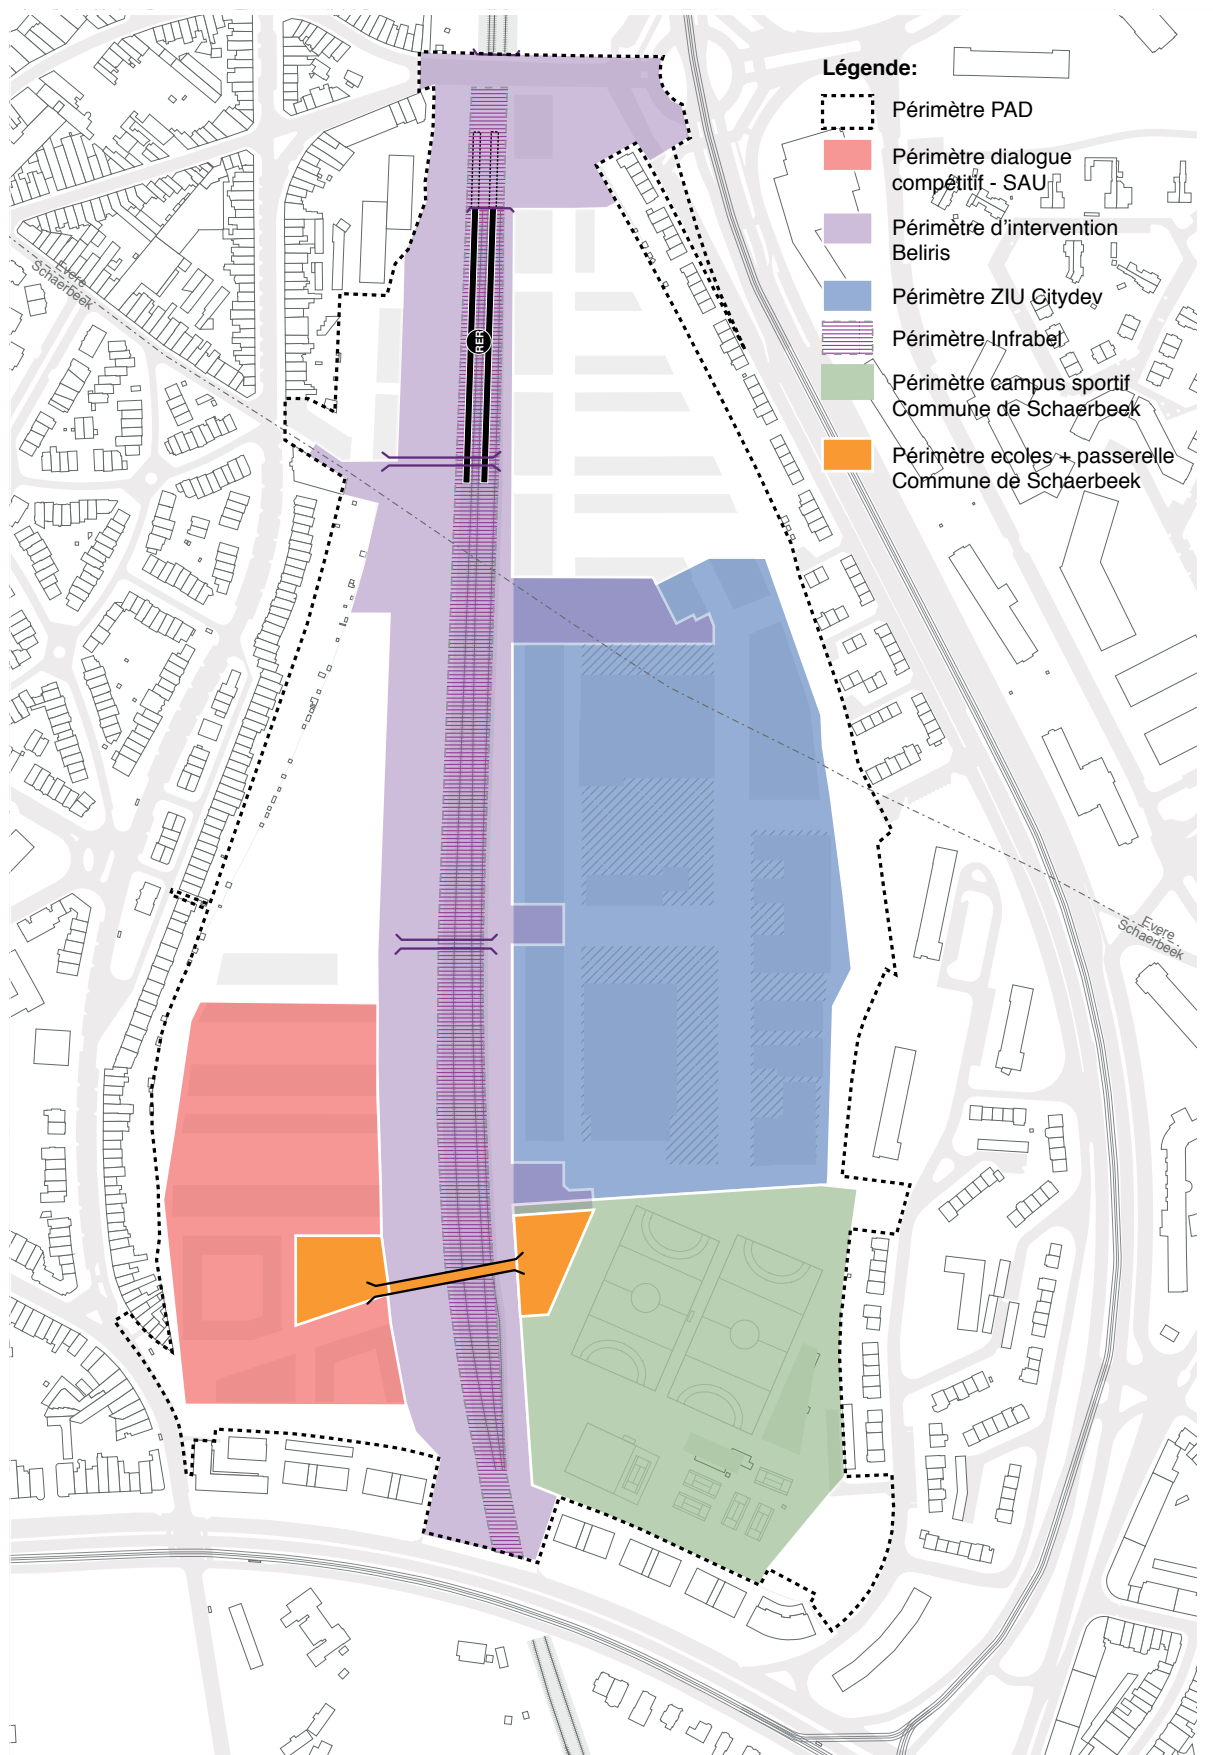 Légende:
Périmètre PAD
Périmètre dialogue
compétitif - SAU
Périmètre d'intervention
Beliris
Périmètre ZIU Citydev
Périmètre Infrabel
Périmètre campus sportif
Commune de Schaerbeek
Périmètre ecoles + passerelle
Commune de Schaerbeek
Evere
Schaerbeek
RER
Evere
Schaerbeek